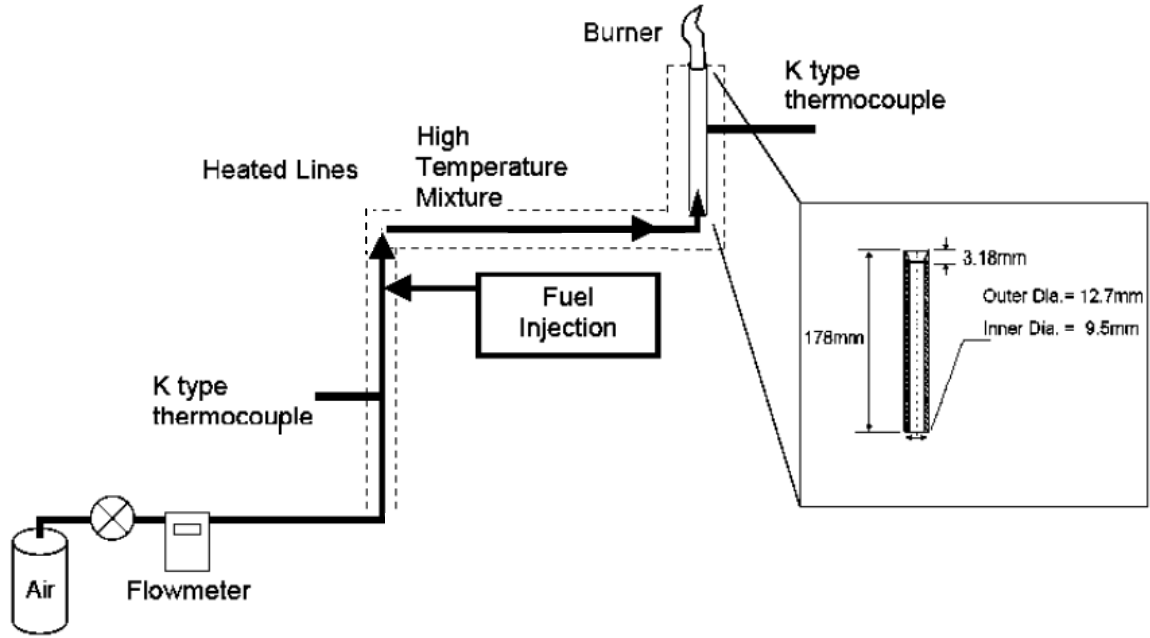 Burner
K type
thermocouple
High
Temperature
Mixture
Heated Lines
3.18mm
Outer Dia.= 12.7mm
Inner Dia. = 9.5mm
178mm
Fuel
Injection
K type
thermocouple
Air
Flowmeter